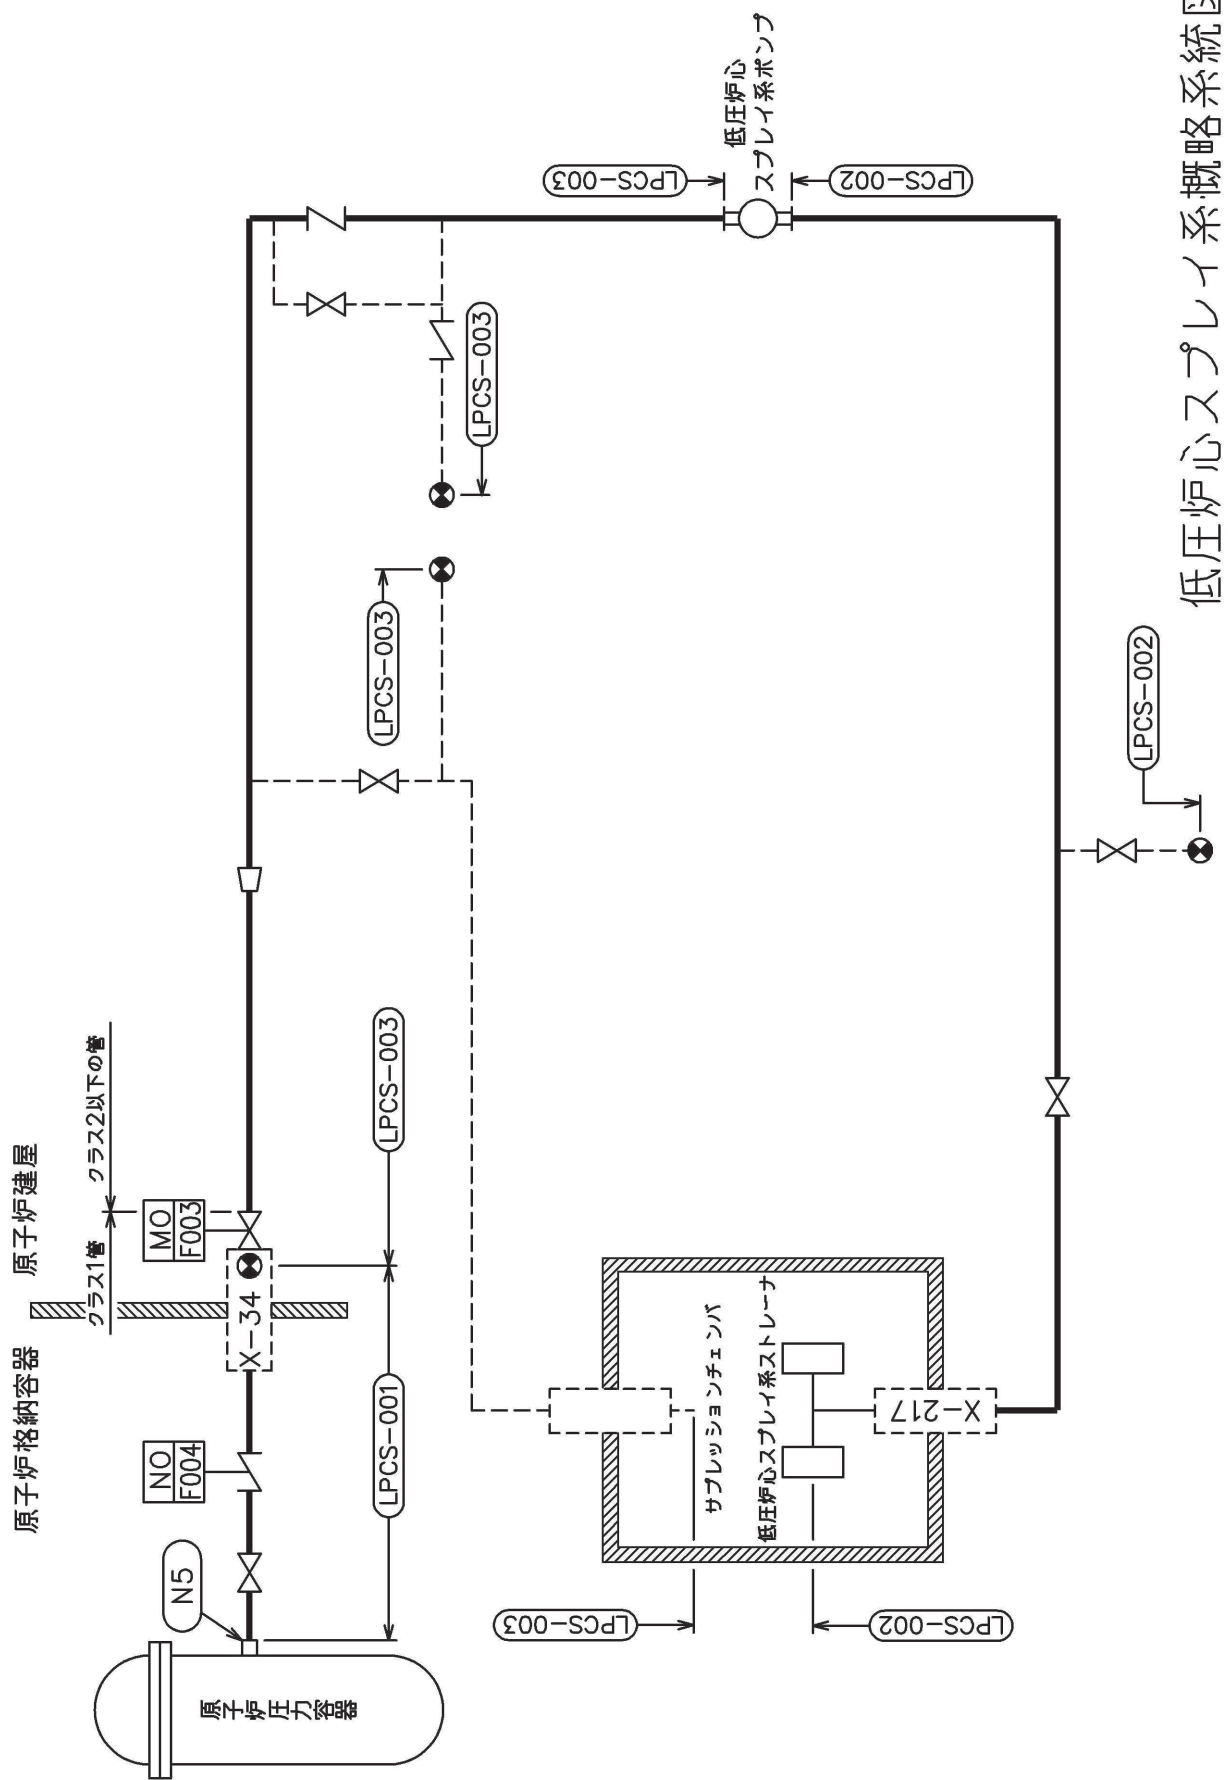 原子炉格納容器
原子炉建屋
クラス1管
クラス2以下の管
MO
F003
NO
F004
N5
X-34
原子炉圧力容器
LPCS-001
LPCS-003
LPCS-003
LPCS-003
LPCS-003
低圧炉心
スプレイ系ポンプ
LPCS-002
サプレッションチェンバ
低圧炉心スプレイ系ストレーナ
X-217
LPCS-003
LPCS-002
LPCS-002
低圧炉心スプレイ系概略系統図